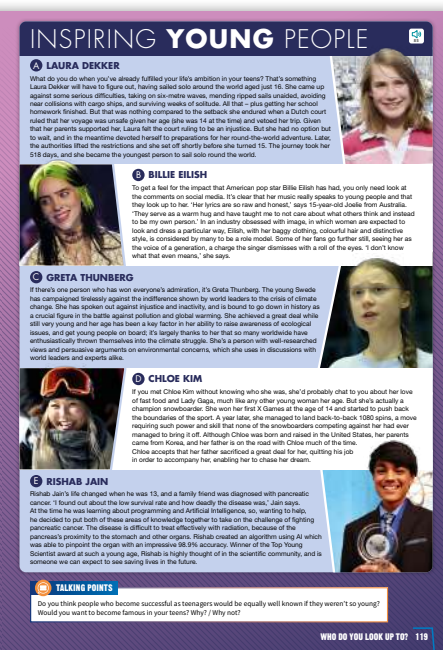 INSPIRING YOUNG PEOPLE
A LAURA DEKKER
What do you do when you've already fulfilled your life's ambition in your teens? That's something
Laura Dekker will have to figure out, having sailed solo around the world aged just 16. She came up
against some serious difficulties, taking on six-metre waves, mending ripped sails unaided, avoiding
near collisions with cargo ships, and surviving weeks of solitude. All that – plus getting her school
homework finished. But that was nothing compared to the setback she endured when a Dutch court
ruled that her voyage was unsafe given her age (she was 14 at the time) and vetoed her trip. Given
that her parents supported her, Laura felt the court ruling to be an injustice. But she had no option but
to wait, and in the meantime devoted herself to preparations for her round-the-world adventure. Later,
the authorities lifted the restrictions and she set off shortly before she turned 15. The journey took her
518 days, and she became the youngest person to sail solo round the world.
B BILLIE EILISH
To get a feel for the impact that American pop star Billie Eilish has had, you only need look at
the comments on social media. It's clear that her music really speaks to young people and that
they look up to her. 'Her lyrics are so raw and honest,' says 15-year-old Joelie from Australia.
'They serve as a warm hug and have taught me to not care about what others think and instead
to be my own person.' In an industry obsessed with image, in which women are expected to
look and dress a particular way, Eilish, with her baggy clothing, colourful hair and distinctive
style, is considered by many to be a role model. Some of her fans go further still, seeing her as
the voice of a generation, a charge the singer dismisses with a roll of the eyes. 'I don't know
what that even means,' she says.
C GRETA THUNBERG
If there's one person who has won everyone's admiration, it's Greta Thunberg. The young Swede
has campaigned tirelessly against the indifference shown by world leaders to the crisis of climate
change. She has spoken out against injustice and inactivity, and is bound to go down in history as
a crucial figure in the battle against pollution and global warming. She achieved a great deal while
still very young and her age has been a key factor in her ability to raise awareness of ecological
issues, and get young people on board; it's largely thanks to her that so many worldwide have
enthusiastically thrown themselves into the climate struggle. She's a person with well-researched
views and persuasive arguments on environmental concerns, which she uses in discussions with
world leaders and experts alike.
D CHLOE KIM
If you met Chloe Kim without knowing who she was, she'd probably chat to you about her love
of fast food and Lady Gaga, much like any other young woman her age. But she's actually a
champion snowboarder. She won her first X Games at the age of 14 and started to push back
the boundaries of the sport. A year later, she managed to land back-to-back 1080 spins, a move
requiring such power and skill that none of the snowboarders competing against her had ever
managed to bring it off. Although Chloe was born and raised in the United States, her parents
came from Korea, and her father is on the road with Chloe much of the time.
Chloe accepts that her father sacrificed a great deal for her, quitting his job
in order to accompany her, enabling her to chase her dream.
E RISHAB JAIN
Rishab Jain's life changed when he was 13, and a family friend was diagnosed with pancreatic
cancer. 'I found out about the low survival rate and how deadly the disease was,' Jain says.
At the time he was learning about programming and Artificial Intelligence, so, wanting to help,
he decided to put both of these areas of knowledge together to take on the challenge of fighting
pancreatic cancer. The disease is difficult to treat effectively with radiation, because of the
pancreas's proximity to the stomach and other organs. Rishab created an algorithm using AI which
was able to pinpoint the organ with an impressive 98.9% accuracy. Winner of the Top Young
Scientist award at such a young age, Rishab is highly thought of in the scientific community, and is
someone we can expect to see saving lives in the future.
TALKING POINTS
Do you think people who become successful as teenagers would be equally well known if they weren't so young?
Would you want to become famous in your teens? Why? / Why not?
WHO DO YOU LOOK UP TO? 119